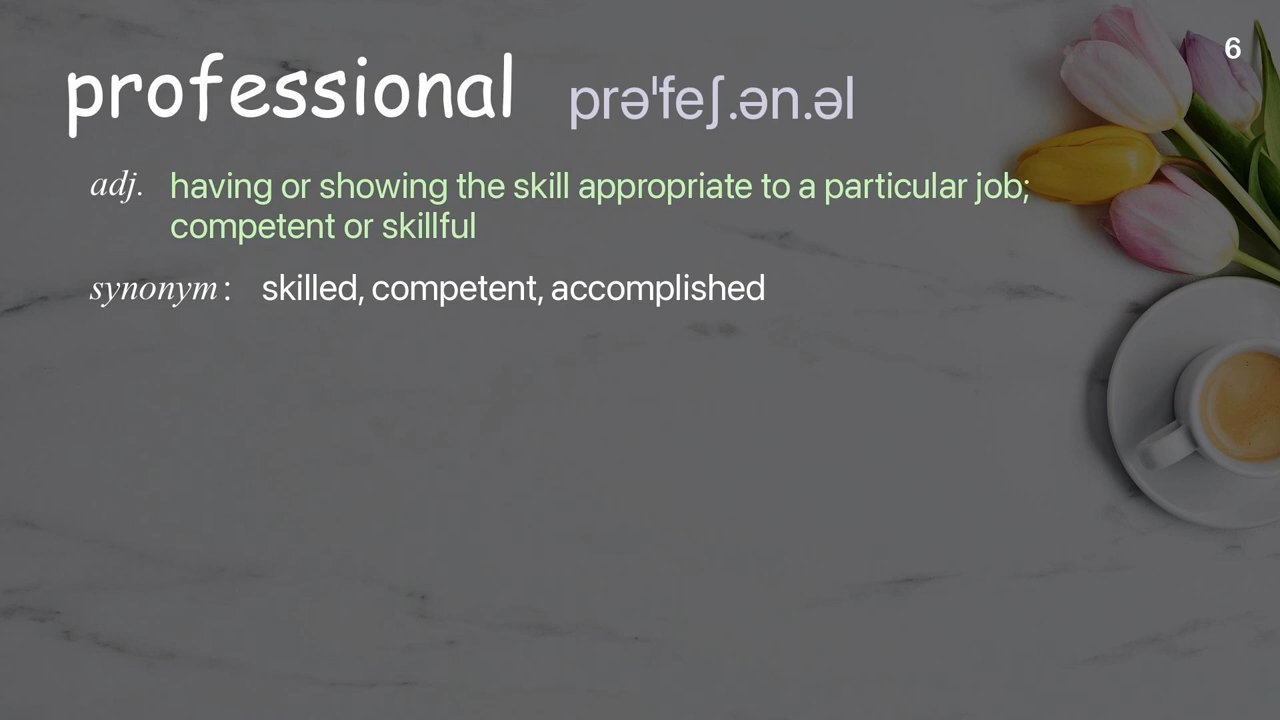 6
professional prəˈfeʃ.ən.əl
adj. having or showing the skill appropriate to a particular job;
competent or skillful
synonym: skilled, competent, accomplished